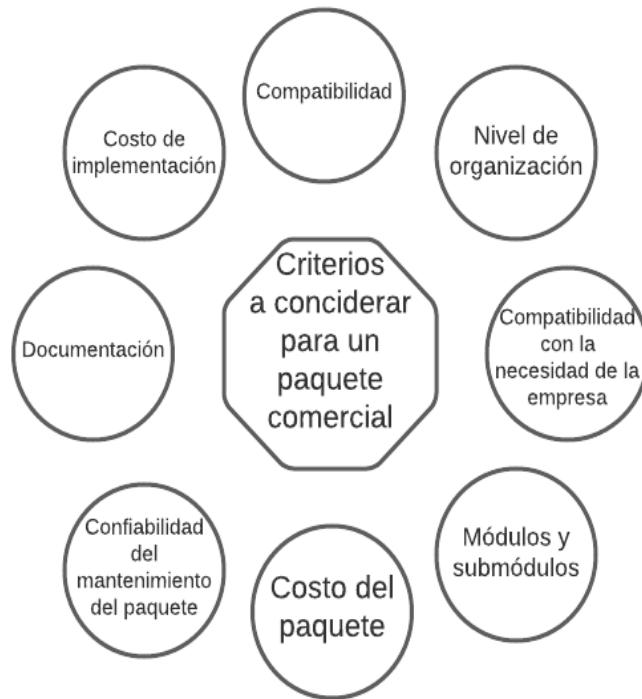 Compatibilidad
Costo de
implementación
Nivel de
organización
Criterios
a conciderar
para un
paquete
comercial
Documentación
Compatibilidad
con la
necesidad de la
empresa
Confiabilidad
del
mantenimiento
del paquete
Costo del
paquete
Módulos y
submódulos